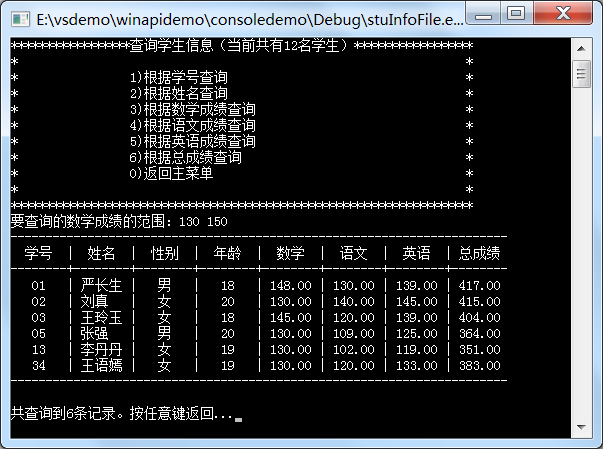 E:\vsdemo\winapidemo\consoledemo\Debug\stuInfoFile.e...
*****************查询学生信息（当前共有12名学生）*****************
* *
* 1)根据学号查询 *
* 2)根据姓名查询 *
* 3)根据数学成绩查询 *
* 4)根据语文成绩查询 *
* 5)根据英语成绩查询 *
* 6)根据总成绩查询 *
* 0)返回主菜单 *
* *
******************************************************************
要查询的数学成绩的范围：130 150
学号 | 姓名 | 性别 | 年龄 | 数学 | 语文 | 英语 | 总成绩
01 | 严长生 | 男 | 18 | 148.00 | 130.00 | 139.00 | 417.00
02 | 刘真 | 女 | 20 | 130.00 | 140.00 | 145.00 | 415.00
03 | 王玲玉 | 女 | 18 | 145.00 | 120.00 | 139.00 | 404.00
05 | 张强 | 男 | 20 | 130.00 | 109.00 | 125.00 | 364.00
13 | 李丹丹 | 女 | 19 | 130.00 | 102.00 | 119.00 | 351.00
34 | 王语嫣 | 女 | 19 | 130.00 | 120.00 | 133.00 | 383.00
共查询到6条记录。按任意键返回...